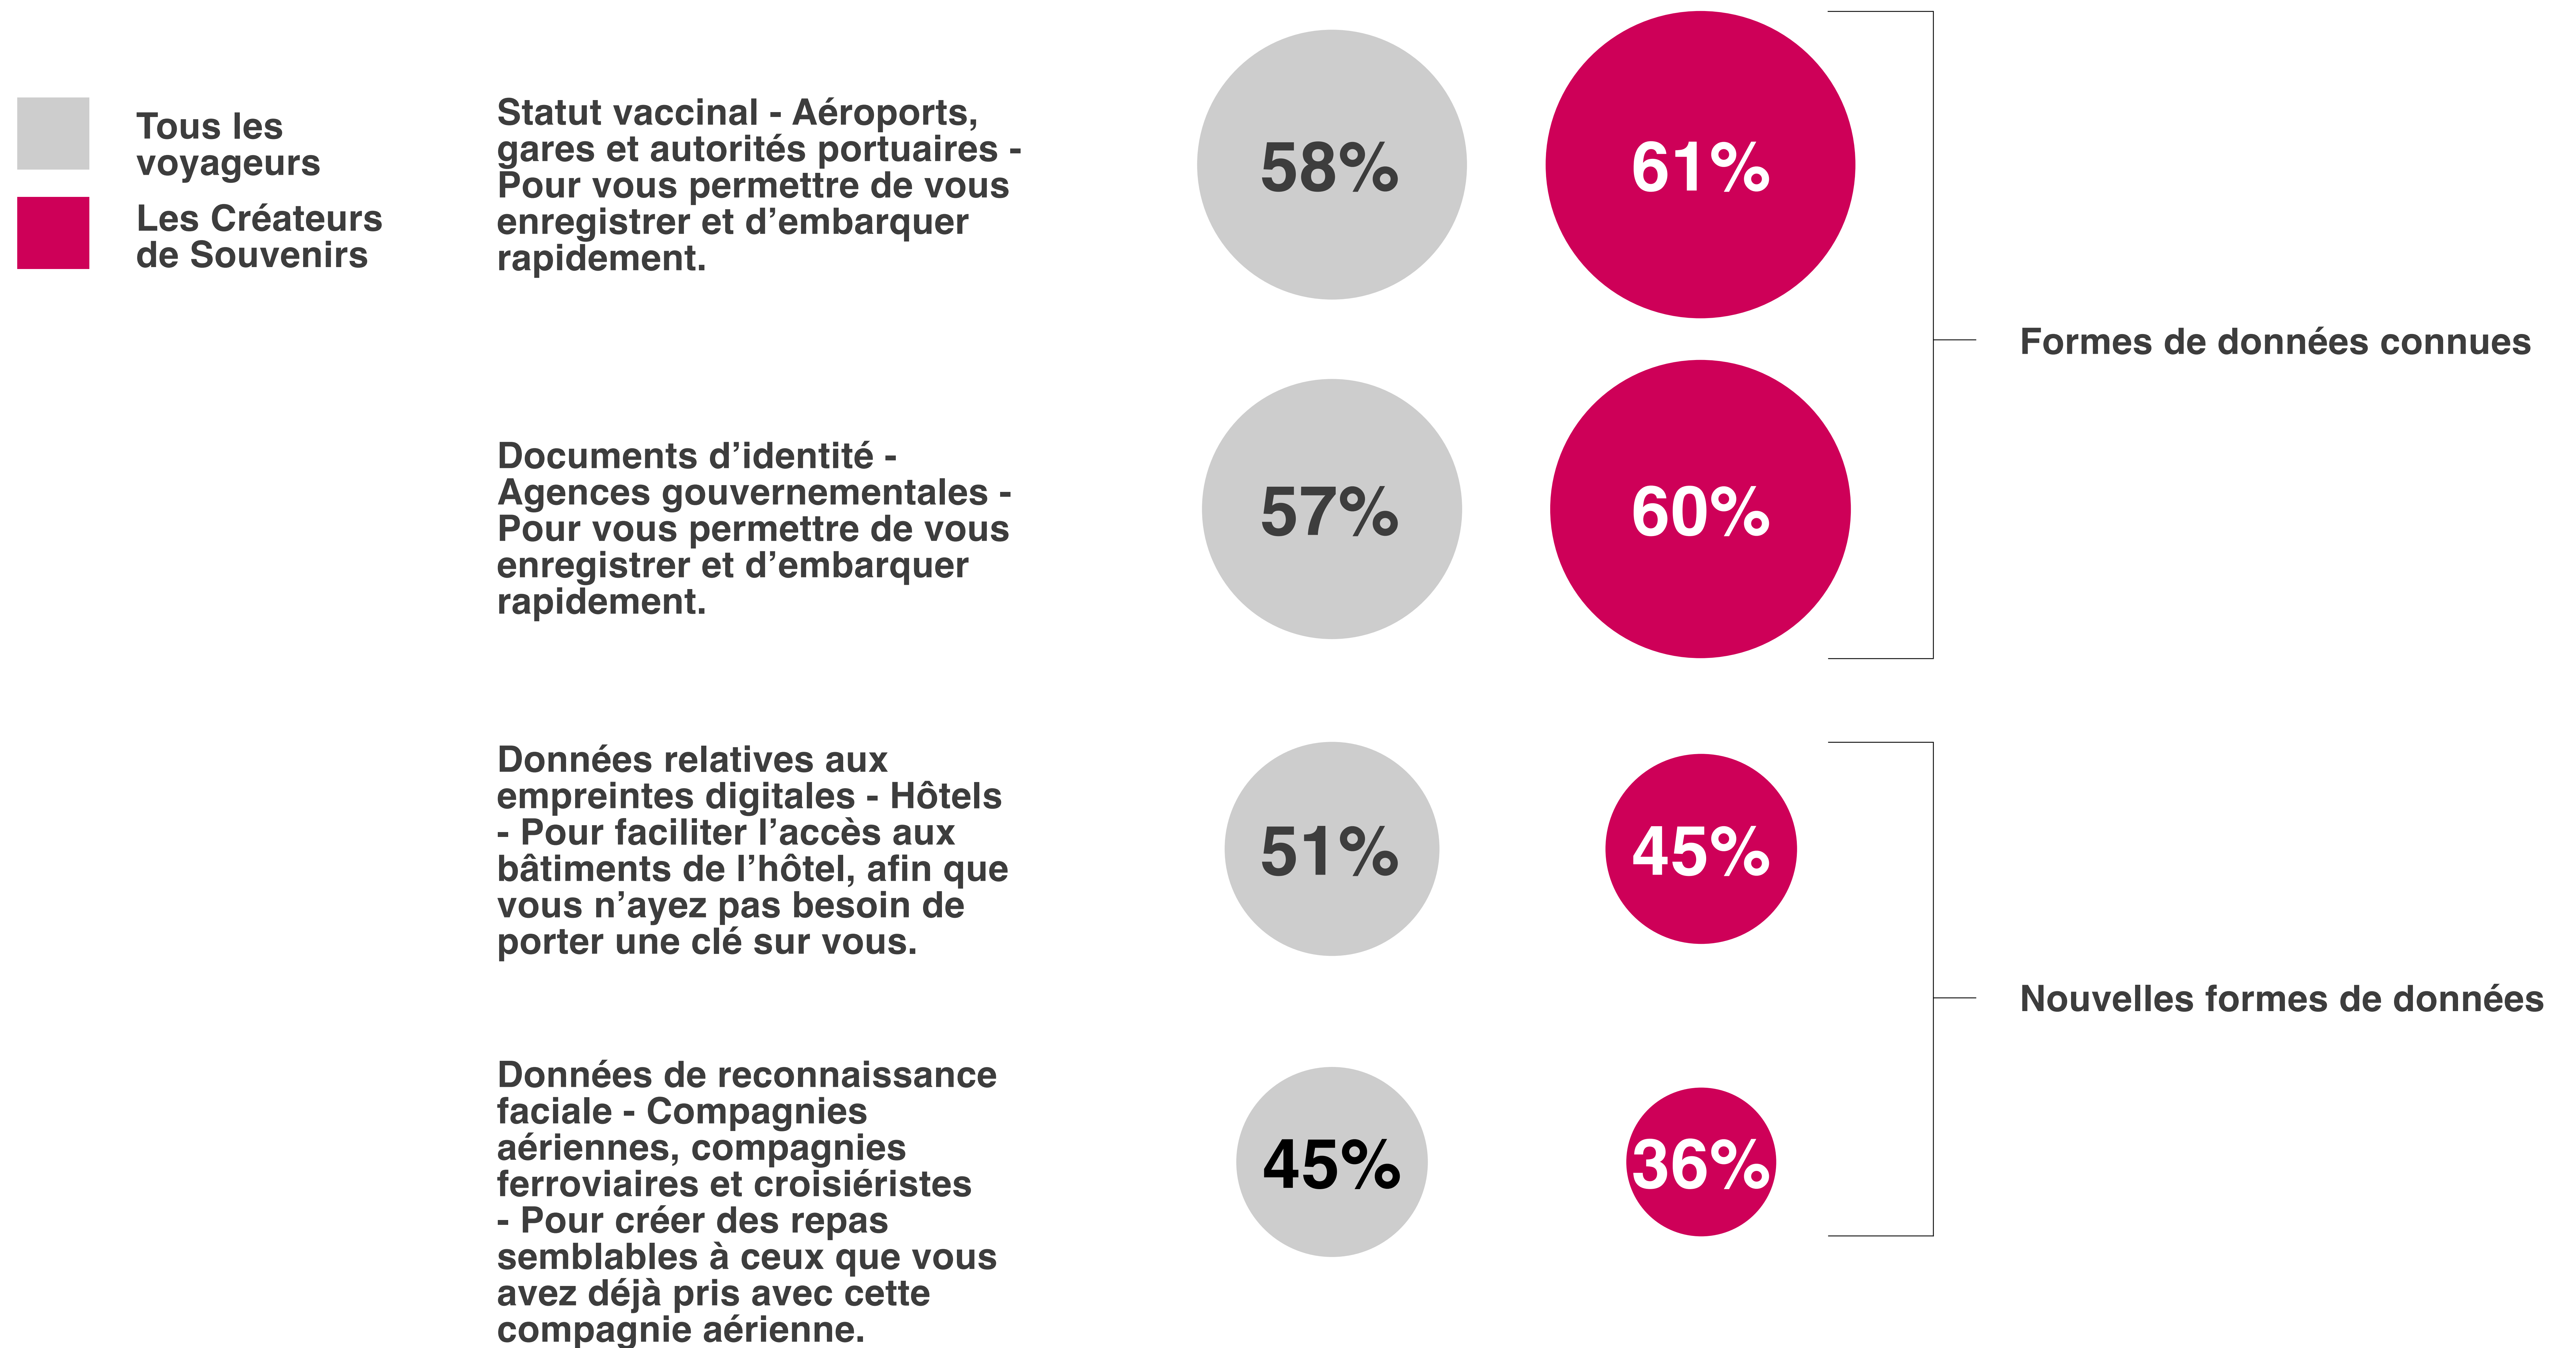 Tous les
voyageurs
Les Créateurs
de Souvenirs
Statut vaccinal - Aéroports,
gares et autorités portuaires -
Pour vous permettre de vous
enregistrer et d’embarquer
rapidement.
58%
61%
Documents d’identité -
Agences gouvernementales -
Pour vous permettre de vous
enregistrer et d’embarquer
rapidement.
57%
60%
Formes de données connues
Données relatives aux
empreintes digitales - Hôtels
- Pour faciliter l’accès aux
bâtiments de l’hôtel, afin que
vous n’ayez pas besoin de
porter une clé sur vous.
51%
45%
Données de reconnaissance
faciale - Compagnies
aériennes, compagnies
ferroviaires et croisiéristes
- Pour créer des repas
semblables à ceux que vous
avez déjà pris avec cette
compagnie aérienne.
45%
36%
Nouvelles formes de données